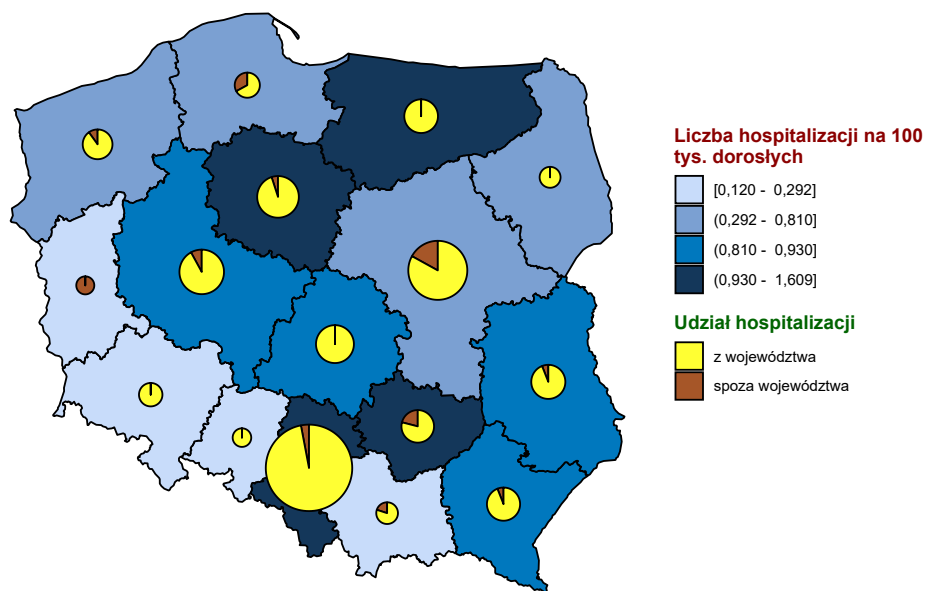 Liczba hospitalizacji na 100
tys. dorosłych
[0,120 - 0,292]
(0,292 - 0,810]
(0,810 - 0,930]
(0,930 - 1,609]
Udział hospitalizacji
z województwa
spoza województwa